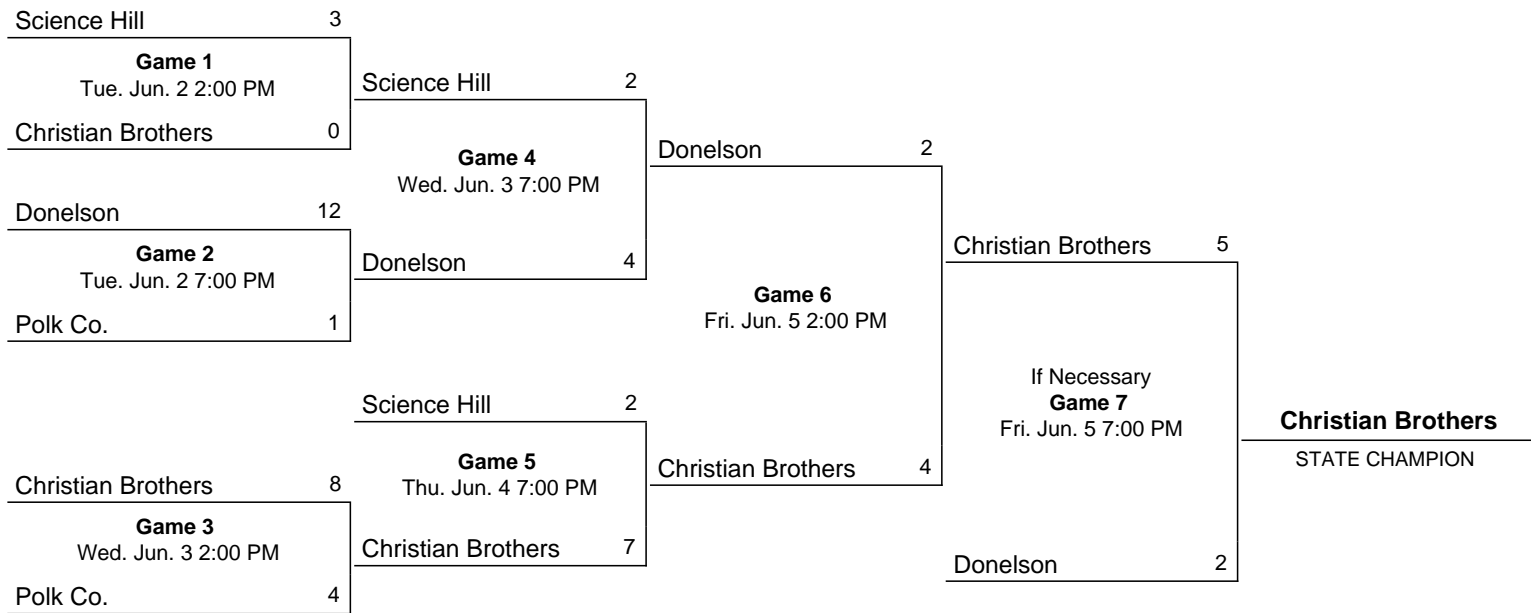 Science Hill 3
Game 1
Tue. Jun. 2 2:00 PM
Christian Brothers 0
Donelson 12
Game 2
Tue. Jun. 2 7:00 PM
Polk Co. 1
Christian Brothers 8
Game 3
Wed. Jun. 3 2:00 PM
Polk Co. 4
Science Hill 2
Game 4
Wed. Jun. 3 7:00 PM
Donelson 4
Science Hill 2
Game 5
Thu. Jun. 4 7:00 PM
Christian Brothers 7
Donelson 2
Game 6
Fri. Jun. 5 2:00 PM
Christian Brothers 4
Christian Brothers 5
If Necessary
Game 7
Fri. Jun. 5 7:00 PM
Donelson 2
Christian Brothers
STATE CHAMPION